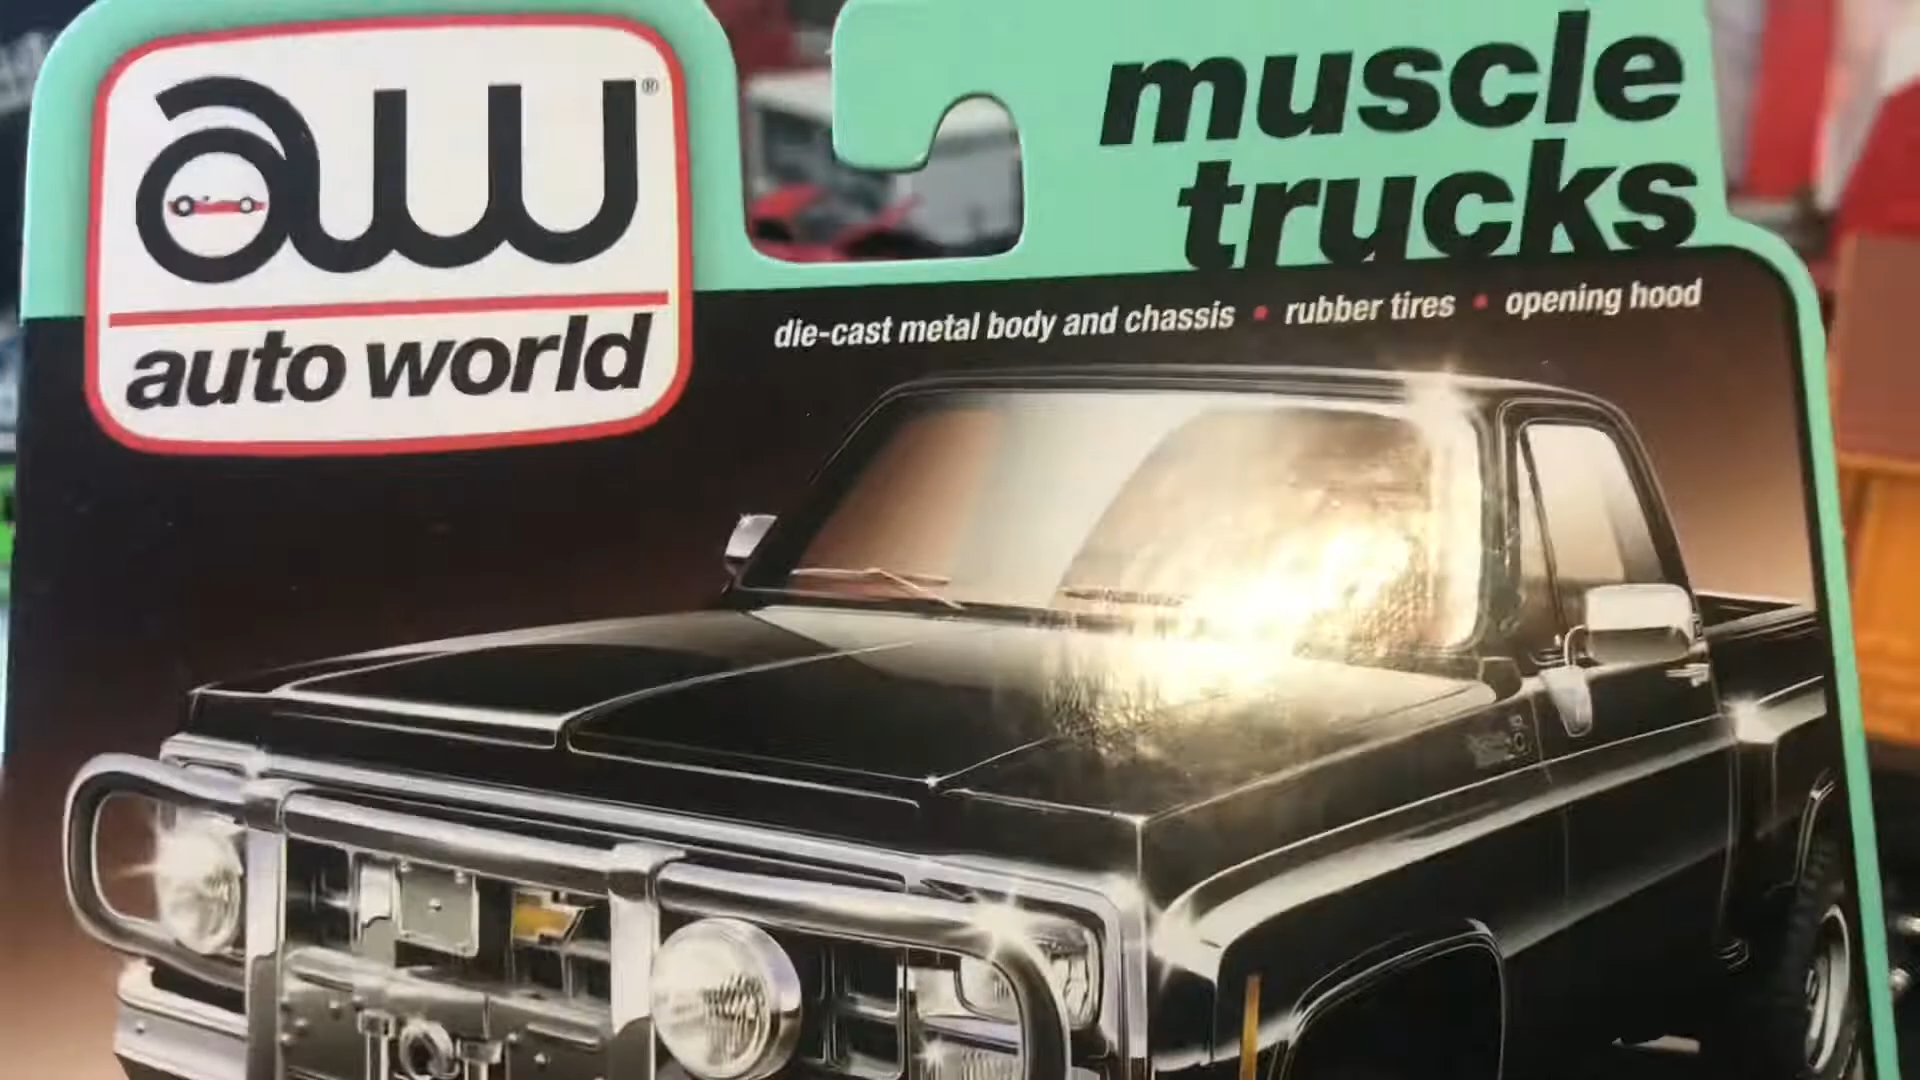 aw®
auto world
muscle
trucks
die-cast metal body and chassis • rubber tires • opening hood